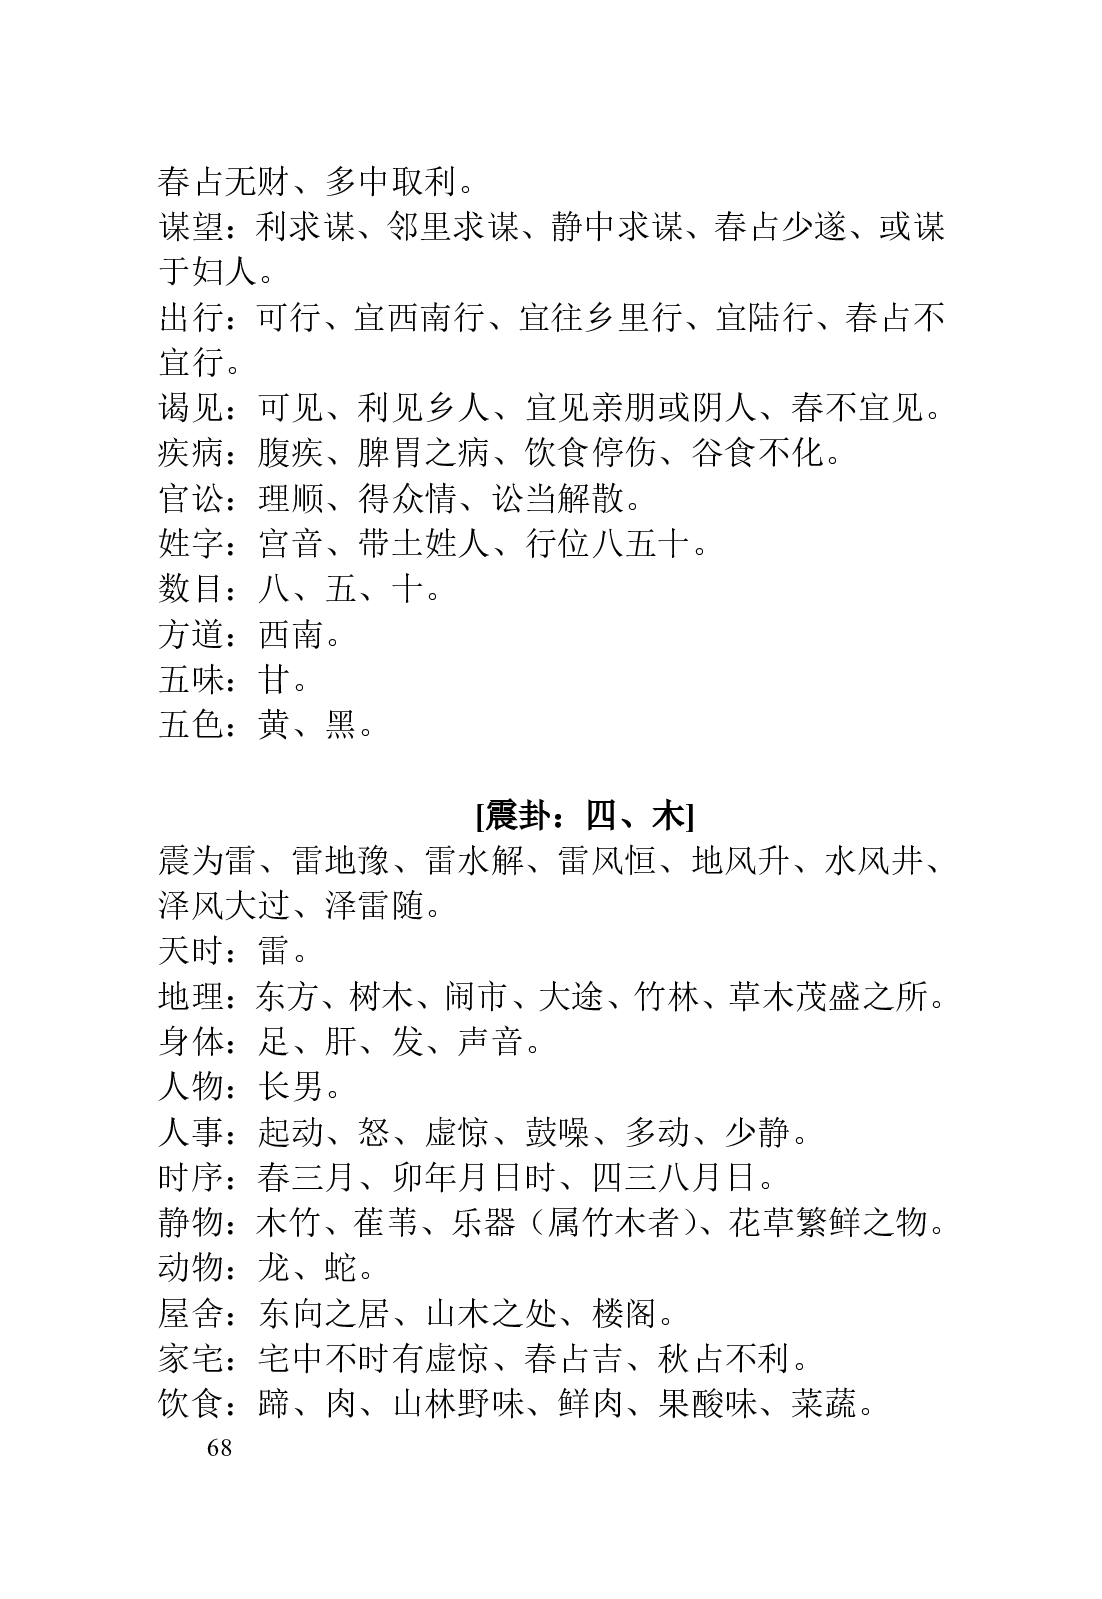 春占无财、多中取利。
谋望：利求谋、邻里求谋、静中求谋、春占少遂、或谋
于妇人。
出行：可行、宜西南行、宜往乡里行、宜陆行、春占不
宜行。
谒见：可见、利见乡人、宜见亲朋或阴人、春不宜见。
疾病：腹疾、脾胃之病、饮食停伤、谷食不化。
官讼：理顺、得众情、讼当解散。
姓字：宫音、带土姓人、行位八五十。
数目：八、五、十。
方道：西南。
五味：甘。
五色：黄、黑。
[震卦：四、木]
震为雷、雷地豫、雷水解、雷风恒、地风升、水风井、
泽风大过、泽雷随。
天时：雷。
地理：东方、树木、闹市、大途、竹林、草木茂盛之所。
身体：足、肝、发、声音。
人物：长男。
人事：起动、怒、虚惊、鼓噪、多动、少静。
时序：春三月、卯年月日时、四三八月日。
静物：木竹、萑苇、乐器（属竹木者）、花草繁鲜之物。
动物：龙、蛇。
屋舍：东向之居、山木之处、楼阁。
家宅：宅中不时有虚惊、春占吉、秋占不利。
饮食：蹄、肉、山林野味、鲜肉、果酸味、菜蔬。
68